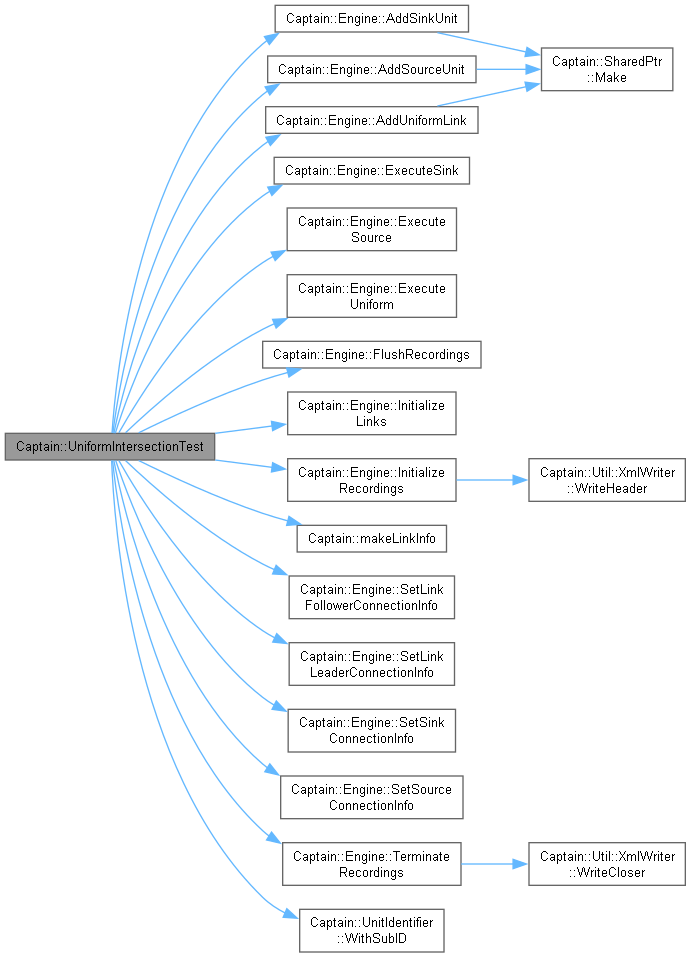 Captain::Engine::AddSinkUnit
Captain::Engine::AddSourceUnit
Captain::SharedPtr
::Make
Captain::Engine::AddUniformLink
Captain::Engine::ExecuteSink
Captain::Engine::Execute
Source
Captain::Engine::Execute
Uniform
Captain::Engine::FlushRecordings
Captain::Engine::Initialize
Links
Captain::UniformIntersectionTest
Captain::Engine::Initialize
Recordings
Captain::Util::XmlWriter
::WriteHeader
Captain::makeLinkInfo
Captain::Engine::SetLink
FollowerConnectionInfo
Captain::Engine::SetLink
LeaderConnectionInfo
Captain::Engine::SetSink
ConnectionInfo
Captain::Engine::SetSource
ConnectionInfo
Captain::Engine::Terminate
Recordings
Captain::Util::XmlWriter
::WriteCloser
Captain::UnitIdentifier
::WithSubID